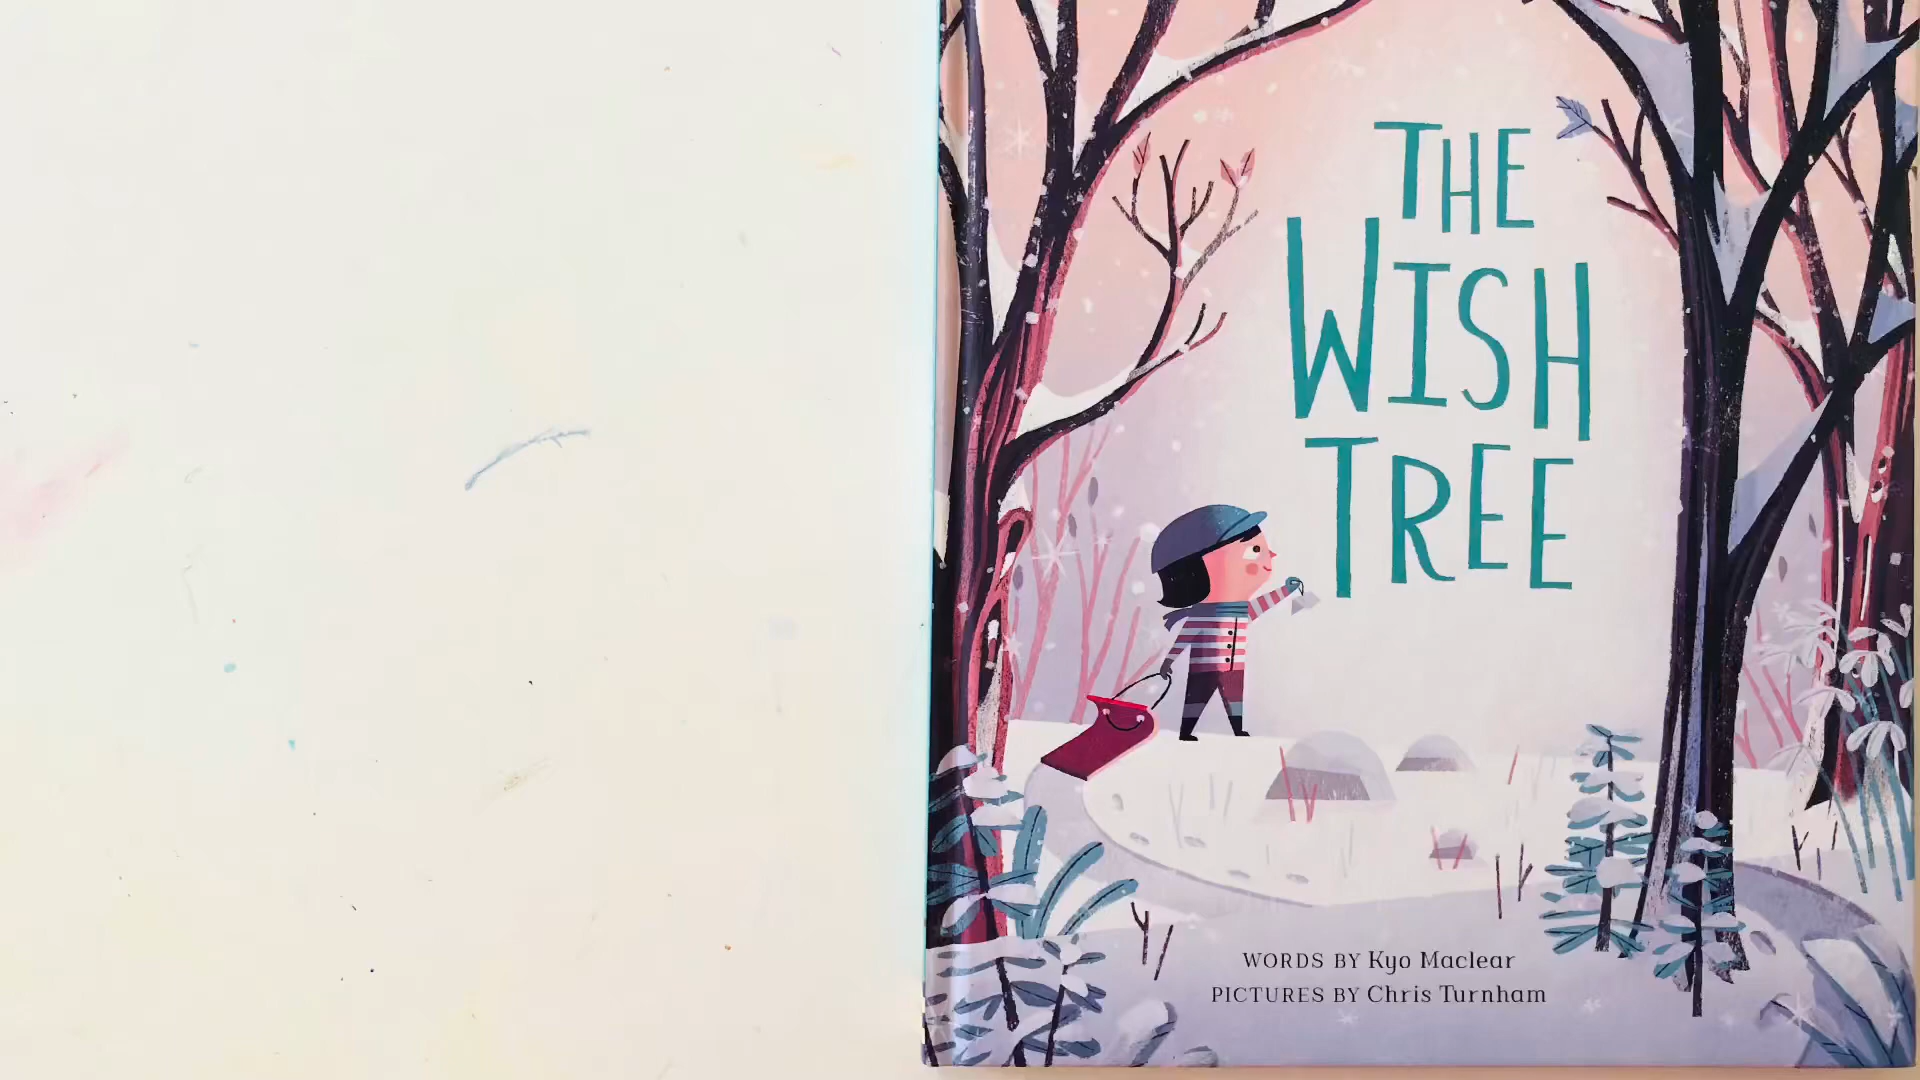 THE
WISH
TREE
WORDS BY Kyo Maclear
PICTURES BY Chris Turnham